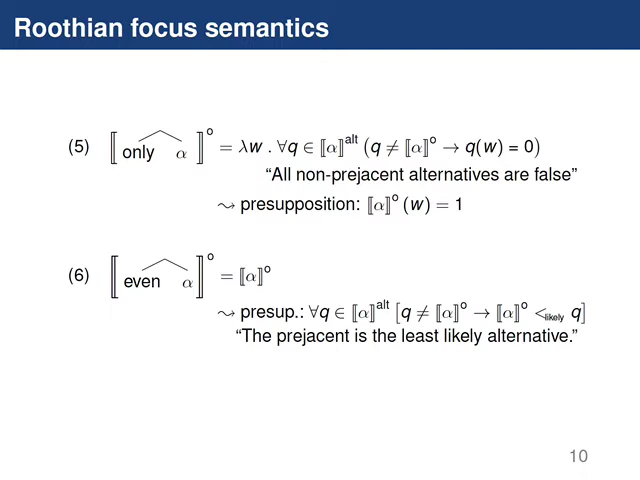 Roothian focus semantics
(5) ⟦only α⟧ᵒ = λw . ∀q ∈ ⟦α⟧ᵃˡᵗ (q ≠ ⟦α⟧ᵒ → q(w) = 0)
“All non-prejacent alternatives are false”
⇝ presupposition: ⟦α⟧ᵒ (w) = 1
(6) ⟦even α⟧ᵒ = ⟦α⟧ᵒ
⇝ presup.: ∀q ∈ ⟦α⟧ᵃˡᵗ [q ≠ ⟦α⟧ᵒ → ⟦α⟧ᵒ <likely q]
“The prejacent is the least likely alternative.”
10